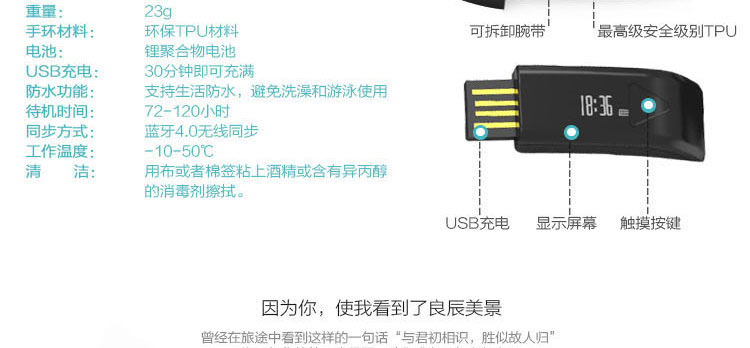 重量： 23g
手环材料： 环保TPU材料
电池： 锂聚合物电池
USB充电： 30分钟即可充满
防水功能： 支持生活防水，避免洗澡和游泳使用
待机时间： 72-120小时
同步方式： 蓝牙4.0无线同步
工作温度： -10-50℃
清 洁： 用布或者棉签粘上酒精或含有异丙醇
的消毒剂擦拭。
可拆卸腕带 最高级安全级别TPU
18:36
USB充电 显示屏幕 触摸按键
因为你，使我看到了良辰美景
曾经在旅途中看到这样的一句话“与君初相识，胜似故人归”